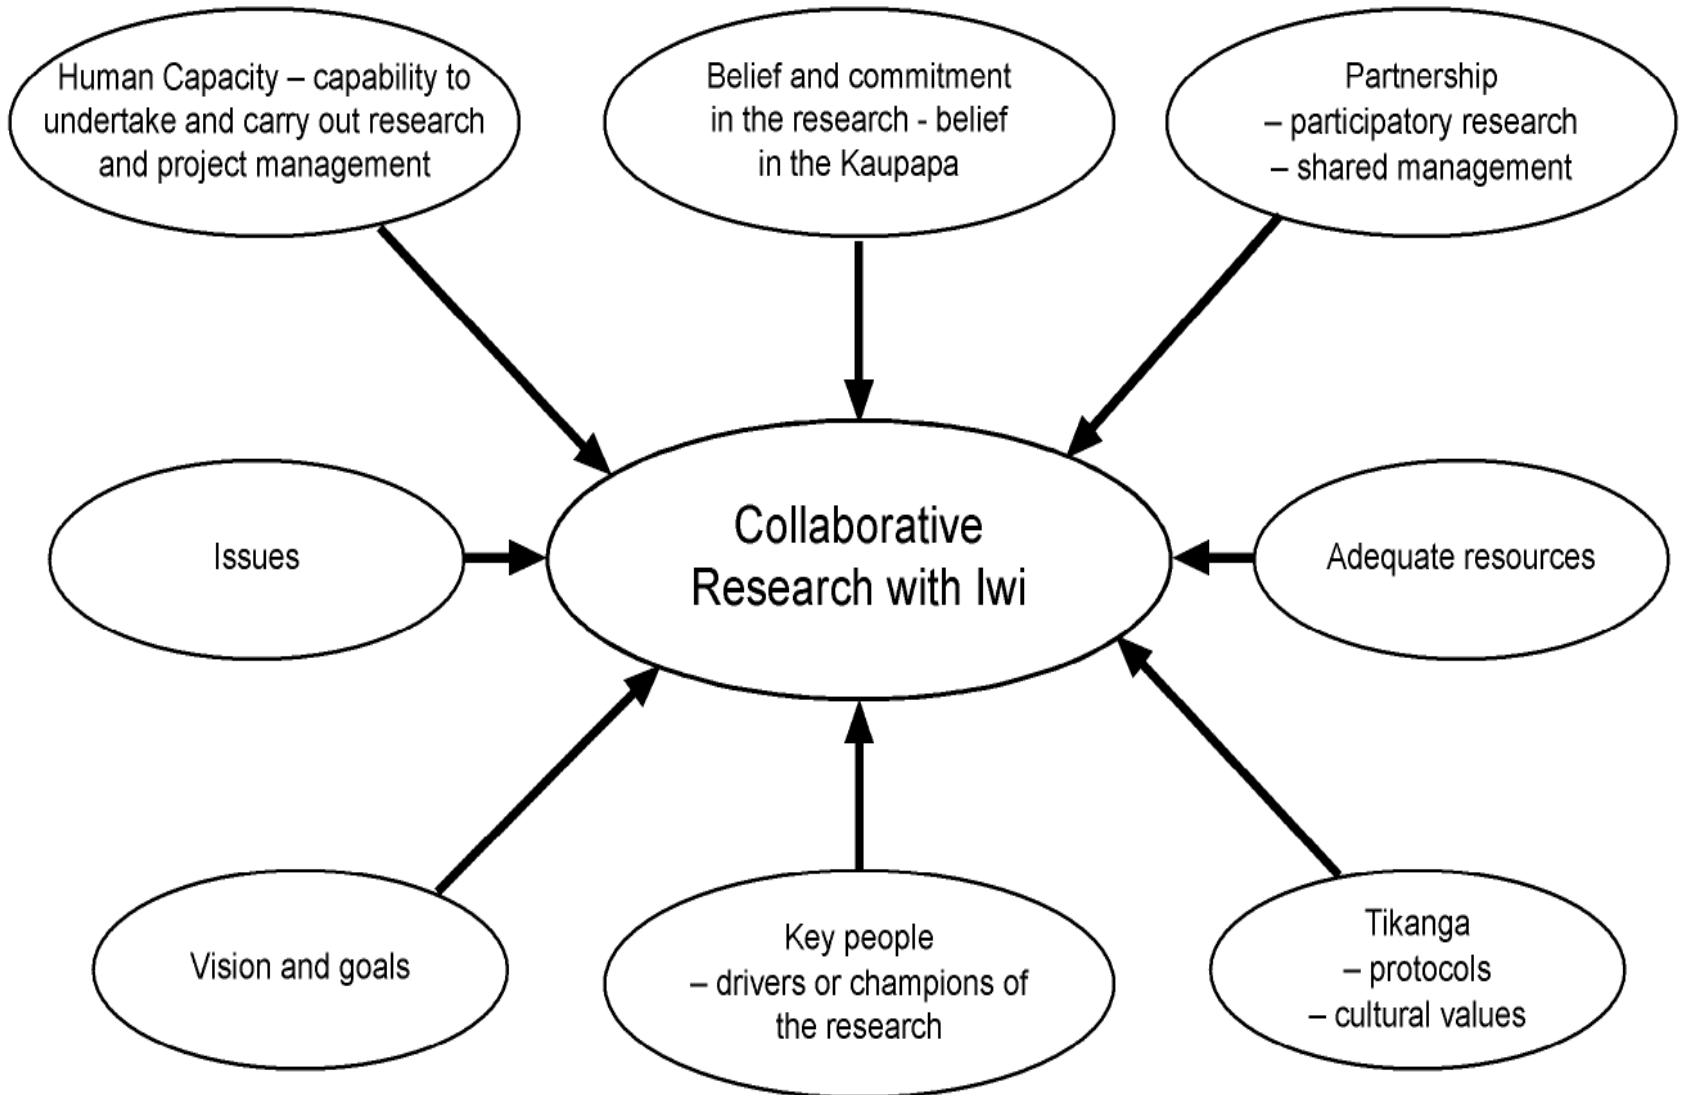 Human Capacity – capability to
undertake and carry out research
and project management
Belief and commitment
in the research - belief
in the Kaupapa
Partnership
– participatory research
– shared management
Issues
Collaborative
Research with Iwi
Adequate resources
Vision and goals
Key people
– drivers or champions of
the research
Tikanga
– protocols
– cultural values